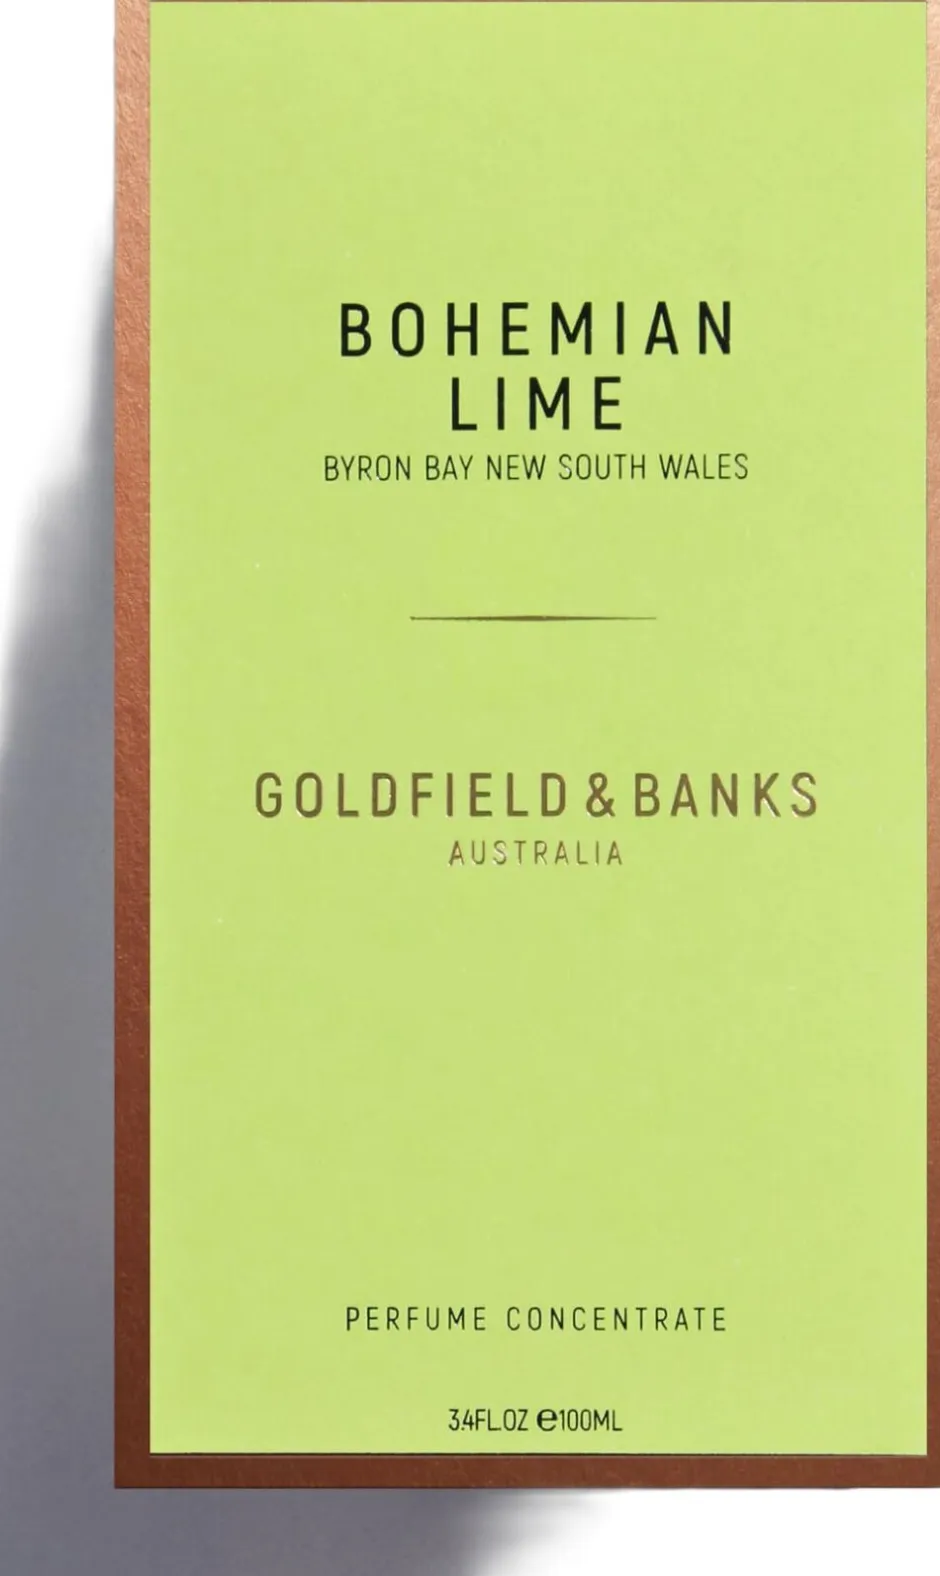 BOHEMIAN
LIME
BYRON BAY NEW SOUTH WALES
GOLDFIELD & BANKS
AUSTRALIA
PERFUME CONCENTRATE
3.4FL.OZ ℮100ML